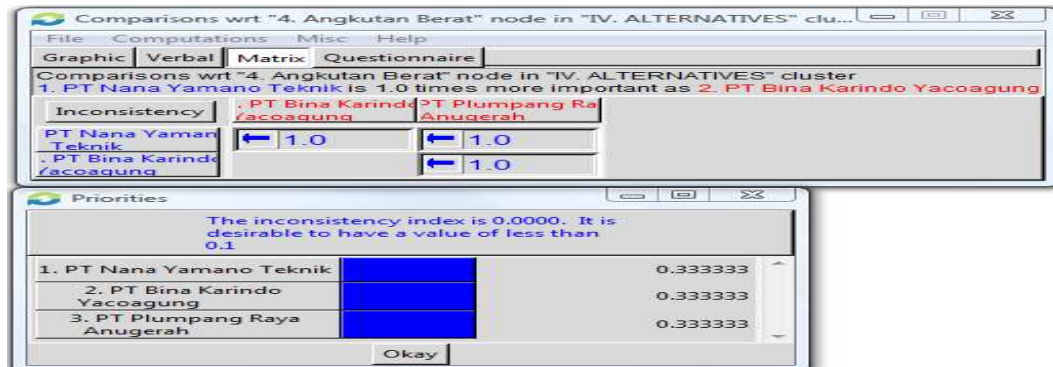 Comparisons wrt "4. Angkutan Berat" node in "IV. ALTERNATIVES" clu...
File Computations Misc Help
Graphic Verbal Matrix Questionnaire
Comparisons wrt "4. Angkutan Berat" node in "IV. ALTERNATIVES" cluster
1. PT Nana Yamano Teknik is 1.0 times more important as 2. PT Bina Karindo Yacoagung
Inconsistency
. PT Bina Karindo
Yacoagung
PT Plumpang Ra
Anugerah
PT Nana Yaman
Teknik
1.0
1.0
. PT Bina Karindo
Yacoagung
1.0
Priorities
The inconsistency index is 0.0000. It is
desirable to have a value of less than
0.1
1. PT Nana Yamano Teknik 0.333333
2. PT Bina Karindo
Yacoagung
0.333333
3. PT Plumpang Raya
Anugerah
0.333333
Okay